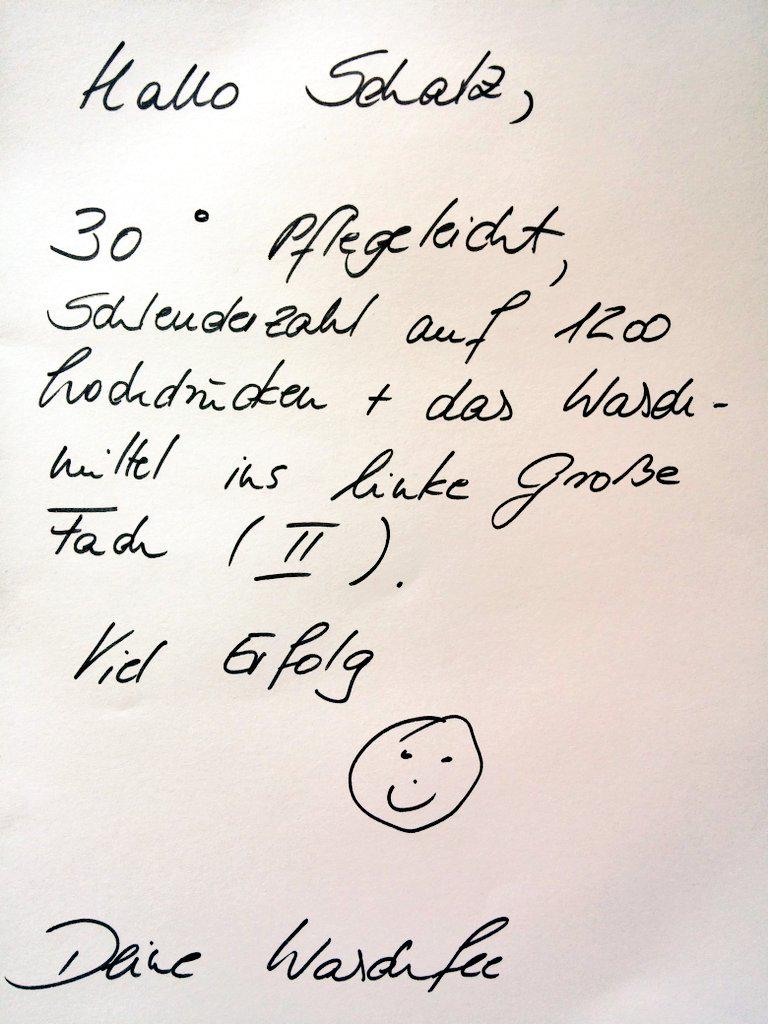 Hallo Schatz,
30° Pflegeleicht,
Schleuderzahl auf 1200
hochdrücken + das Wasch-
mittel ins linke Große
Fach (II).
Viel Erfolg
Deine Waschfee